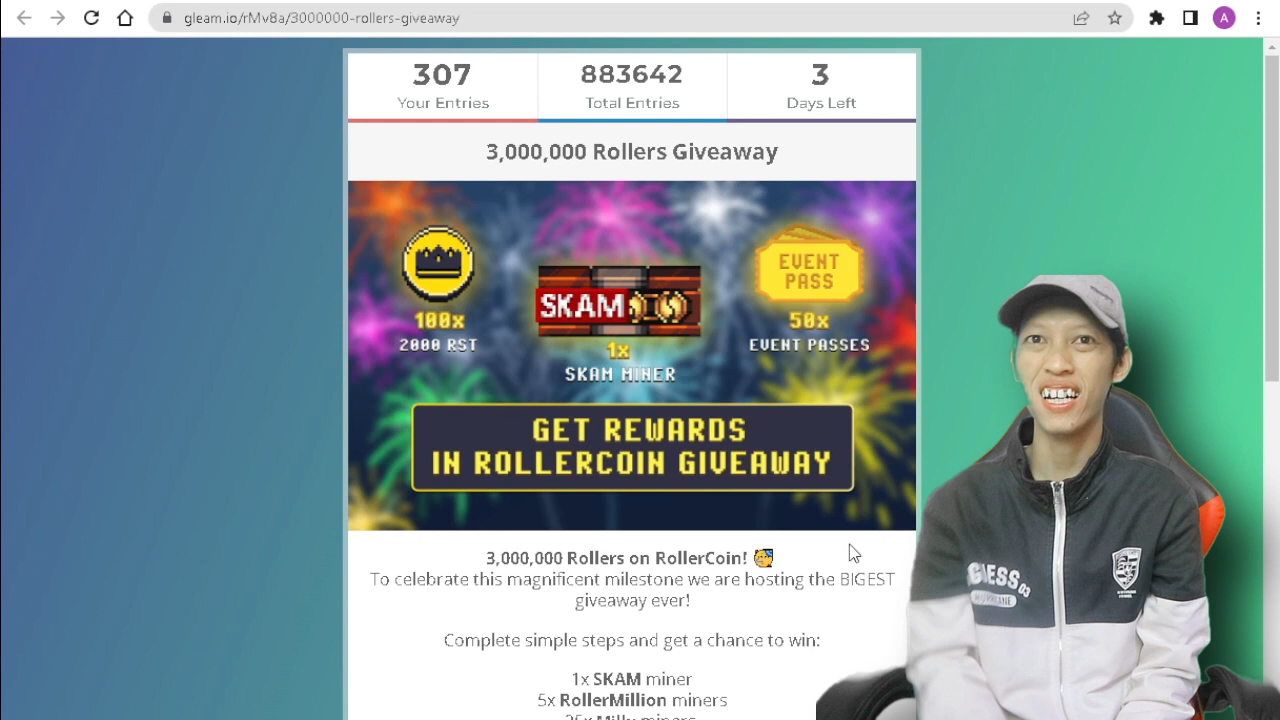 gleam.io/rMv8a/3000000-rollers-giveaway
A
307
Your Entries
883642
Total Entries
3
Days Left
3,000,000 Rollers Giveaway
100x
2000 RST
SKAM
1x
SKAM MINER
EVENT
PASS
50x
EVENT PASSES
GET REWARDS
IN ROLLERCOIN GIVEAWAY
3,000,000 Rollers on RollerCoin! 🥳
To celebrate this magnificent milestone we are hosting the BIGEST
giveaway ever!
Complete simple steps and get a chance to win:
1x SKAM miner
5x RollerMillion miners
25x Milly miners